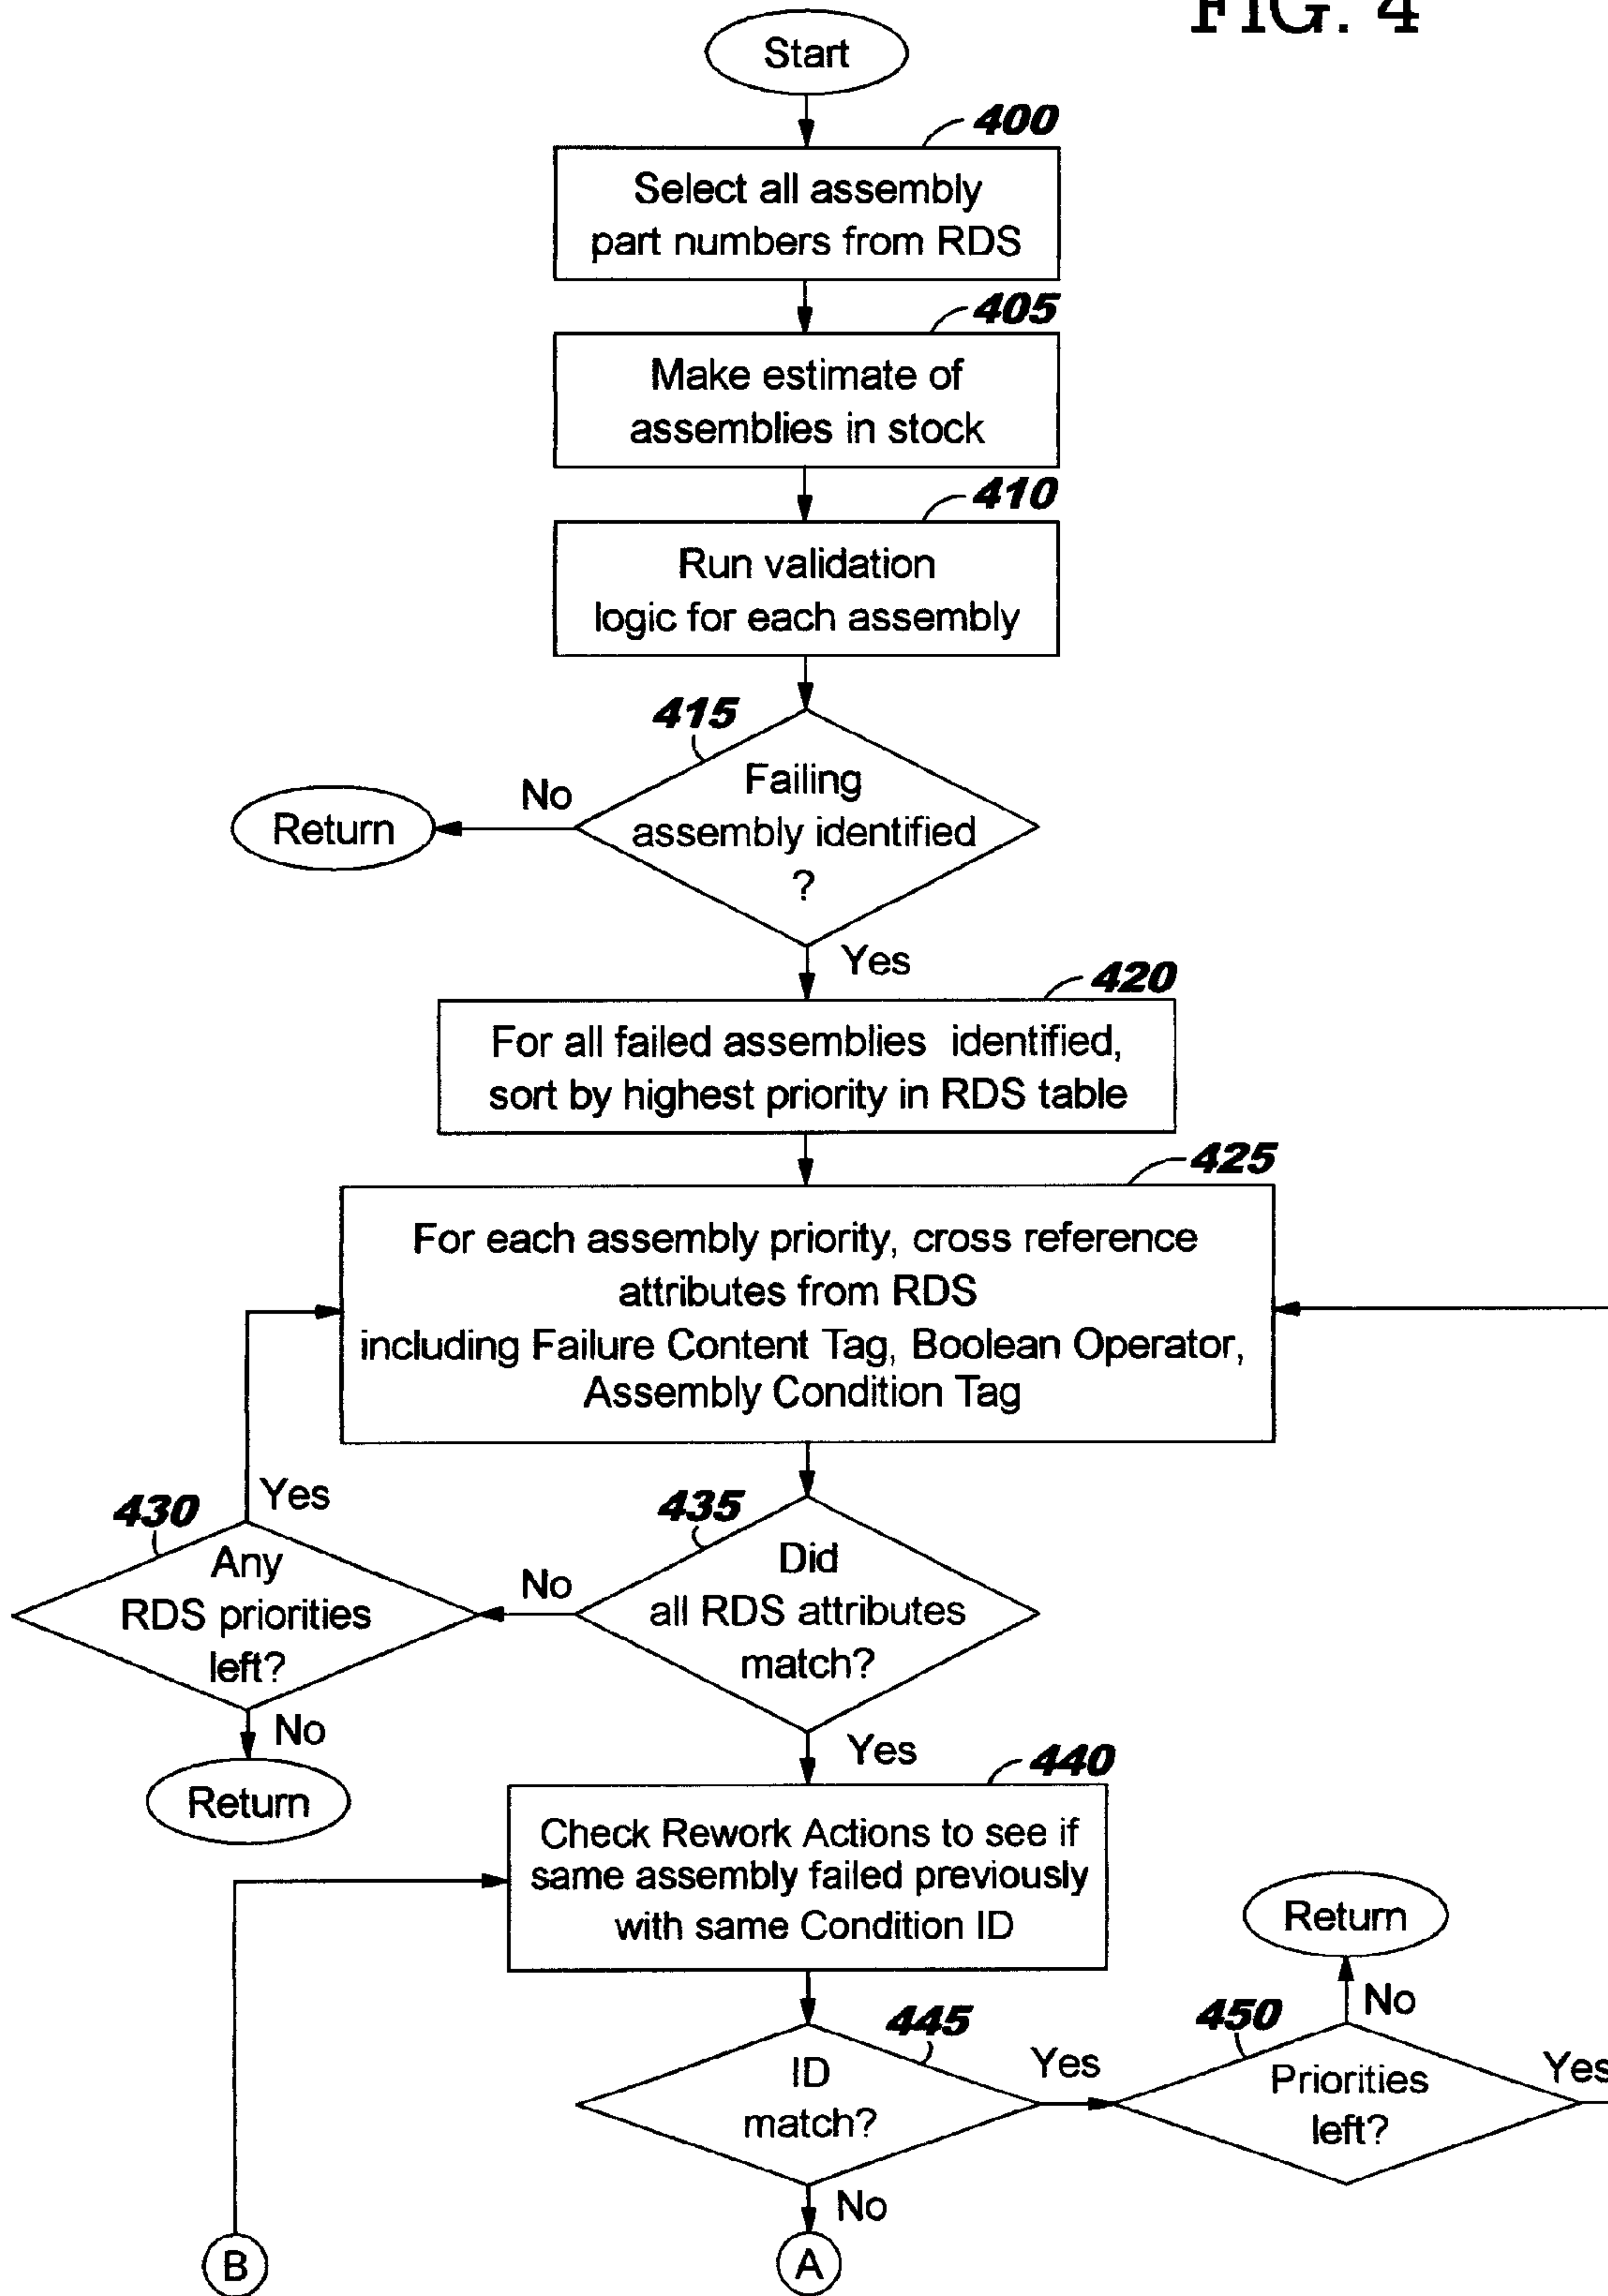 FIG. 4
Start
400
Select all assembly
part numbers from RDS
405
Make estimate of
assemblies in stock
410
Run validation
logic for each assembly
415
Failing
assembly identified
?
No
Return
Yes
420
For all failed assemblies identified,
sort by highest priority in RDS table
425
For each assembly priority, cross reference
attributes from RDS
including Failure Content Tag, Boolean Operator,
Assembly Condition Tag
Yes
430
Any
RDS priorities
left?
No
435
Did
all RDS attributes
match?
No
Return
Yes
440
Check Rework Actions to see if
same assembly failed previously
with same Condition ID
Return
No
445
ID
match?
Yes
450
Priorities
left?
Yes
No
B
A